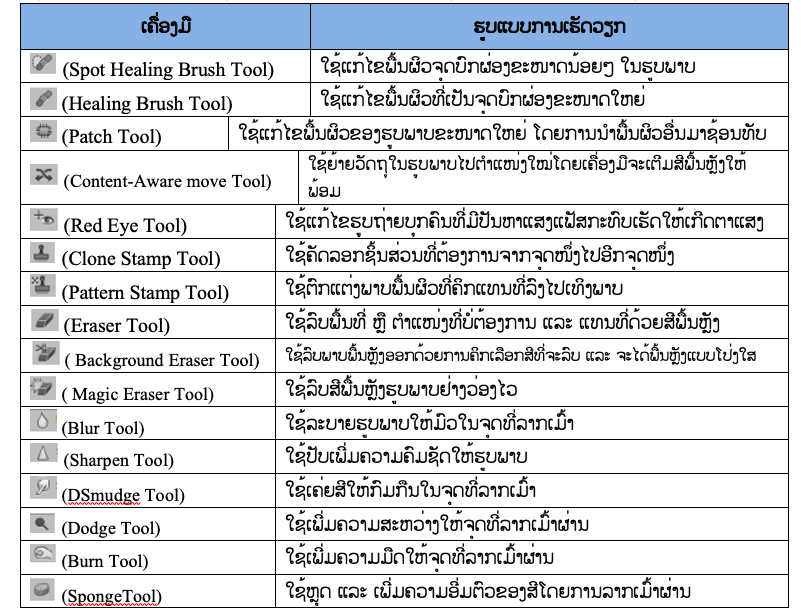 ເຄື່ອງມື ຮູບແບບການເຮັດວຽກ
(Spot Healing Brush Tool) ໃຊ້ແກ້ໄຂພື້ນຜິວຈຸດບົກຜ່ອງຂະໜາດນ້ອຍໆ ໃນຮູບພາບ
(Healing Brush Tool) ໃຊ້ແກ້ໄຂພື້ນຜິວທີ່ເປັນຈຸດບົກຜ່ອງຂະໜາດໃຫຍ່
(Patch Tool) ໃຊ້ແກ້ໄຂພື້ນຜິວຂອງຮູບພາບຂະໜາດໃຫຍ່ ໂດຍການນຳພື້ນຜິວອື່ນມາຊ້ອນທັບ
(Content-Aware move Tool) ໃຊ້ຍ້າຍວັດຖຸໃນຮູບພາບໄປຕຳແໜ່ງໃໝ່ໂດຍເຄື່ອງມືຈະເຕີມສີພື້ນຫຼັງໃຫ້
ພ້ອມ
(Red Eye Tool) ໃຊ້ແກ້ໄຂຮູບຖ່າຍບຸກຄົນທີ່ມີປັນຫາແສງແຟັສກະທົບເຮັດໃຫ້ເກີດຕາແສງ
(Clone Stamp Tool) ໃຊ້ຄັດລອກຊິ້ນສ່ວນທີ່ຕ້ອງການຈາກຈຸດໜຶ່ງໄປອີກຈຸດໜຶ່ງ
(Pattern Stamp Tool) ໃຊ້ຕົກແຕ່ງພາບພື້ນຜິວທີ່ຄິກແທນທີ່ລົງໄປເທິງພາບ
(Eraser Tool) ໃຊ້ລົບພື້ນທີ່ ຫຼື ຕຳແໜ່ງທີ່ບໍ່ຕ້ອງການ ແລະ ແທນທີ່ດ້ວຍສີພື້ນຫຼັງ
( Background Eraser Tool) ໃຊ້ລົບພາບພື້ນຫຼັງອອກດ້ວຍການຄິກເລືອກສີທີ່ຈະລົບ ແລະ ຈະໄດ້ພື້ນຫຼັງແບບໂປ່ງໃສ
( Magic Eraser Tool) ໃຊ້ລົບສີພື້ນຫຼັງຮູບພາບຢ່າງວ່ອງໄວ
(Blur Tool) ໃຊ້ລະບາຍຮູບພາບໃຫ້ມົວໃນຈຸດທີ່ລາກເມົ້າ
(Sharpen Tool) ໃຊ້ປັບເພີ່ມຄວາມຄົມຊັດໃຫ້ຮູບພາບ
(DSmudge Tool) ໃຊ້ເຄ່ຍສີໃຫ້ກົມກືນໃນຈຸດທີ່ລາກເມົ້າ
(Dodge Tool) ໃຊ້ເພີ່ມຄວາມສະຫວ່າງໃຫ້ຈຸດທີ່ລາກເມົ້າຜ່ານ
(Burn Tool) ໃຊ້ເພີ່ມຄວາມມືດໃຫ້ຈຸດທີ່ລາກເມົ້າຜ່ານ
(SpongeTool) ໃຊ້ຫຼຸດ ແລະ ເພີ່ມຄວາມອີ່ມຕົວຂອງສີໂດຍການລາກເມົ້າຜ່ານ